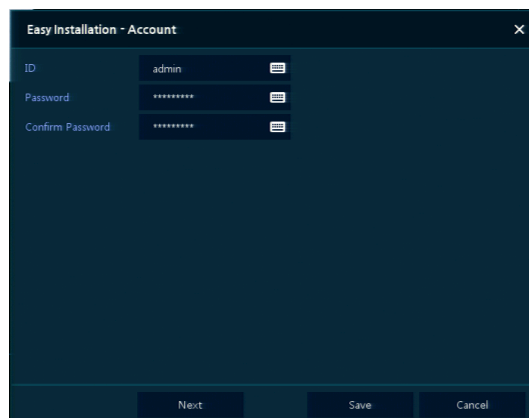 Easy Installation - Account
ID admin
Password *********
Confirm Password *********
Next Save Cancel